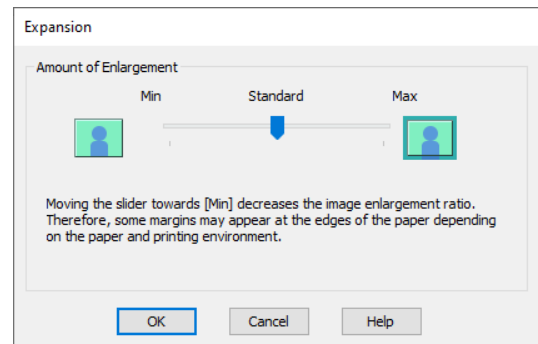 Expansion
Amount of Enlargement
Min Standard Max
Moving the slider towards [Min] decreases the image enlargement ratio.
Therefore, some margins may appear at the edges of the paper depending
on the paper and printing environment.
OK Cancel Help